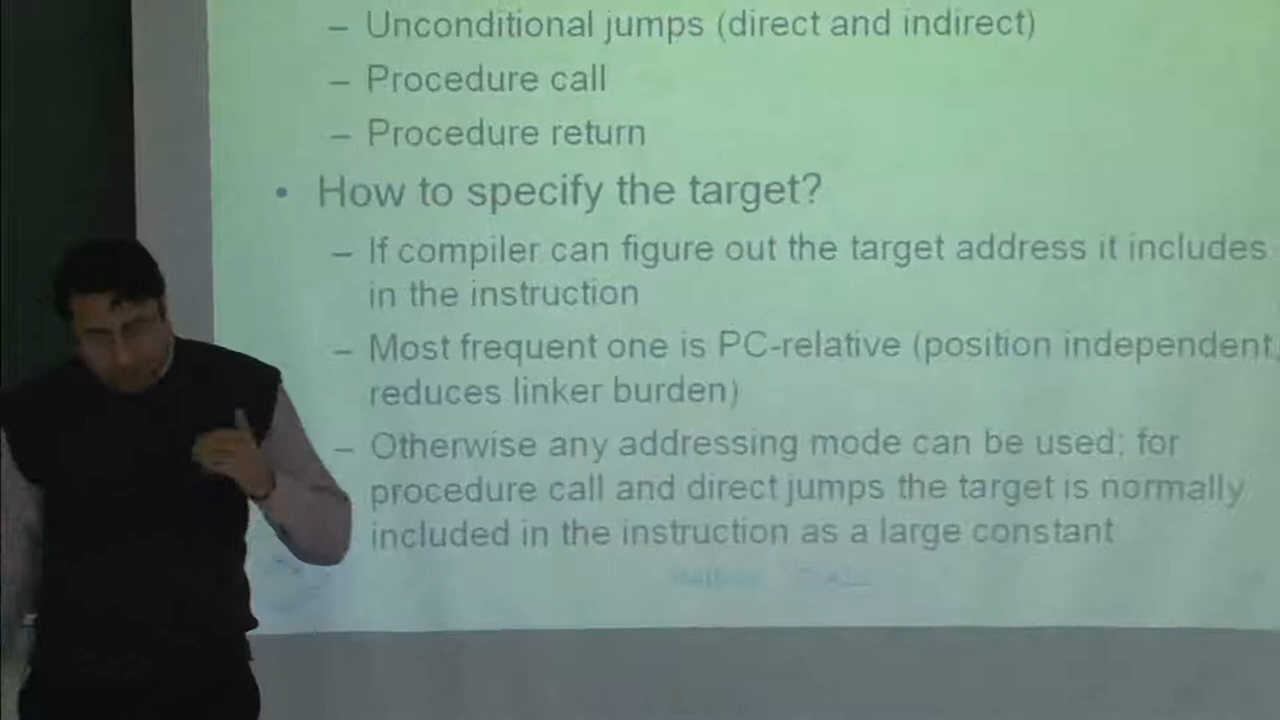 – Unconditional jumps (direct and indirect)
– Procedure call
– Procedure return
• How to specify the target?
– If compiler can figure out the target address it includes
in the instruction
– Most frequent one is PC-relative (position independent,
reduces linker burden)
– Otherwise any addressing mode can be used; for
procedure call and direct jumps the target is normally
included in the instruction as a large constant